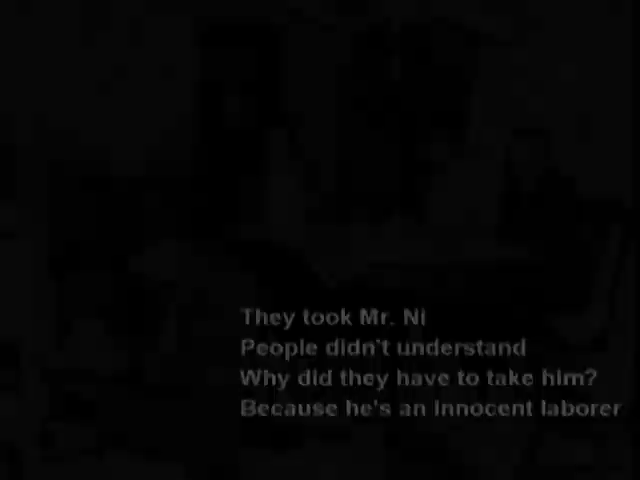 They took Mr. Ni
People didn't understand
Why did they have to take him?
Because he's an innocent laborer